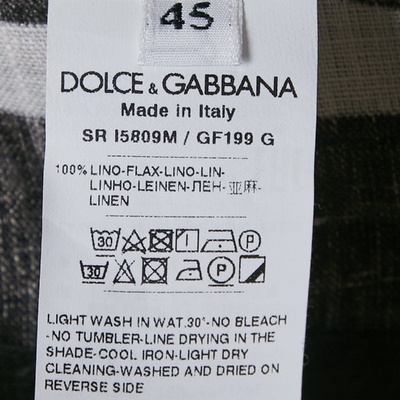 45
DOLCE & GABBANA
Made in Italy
SR I5809M / GF199 G
100% LINO-FLAX-LINO-LIN-
LINHO-LEINEN-ЛЕН-亚麻-
LINEN
30 P
30 P
LIGHT WASH IN WAT.30°-NO BLEACH
-NO TUMBLER-LINE DRYING IN THE
SHADE-COOL IRON-LIGHT DRY
CLEANING-WASHED AND DRIED ON
REVERSE SIDE